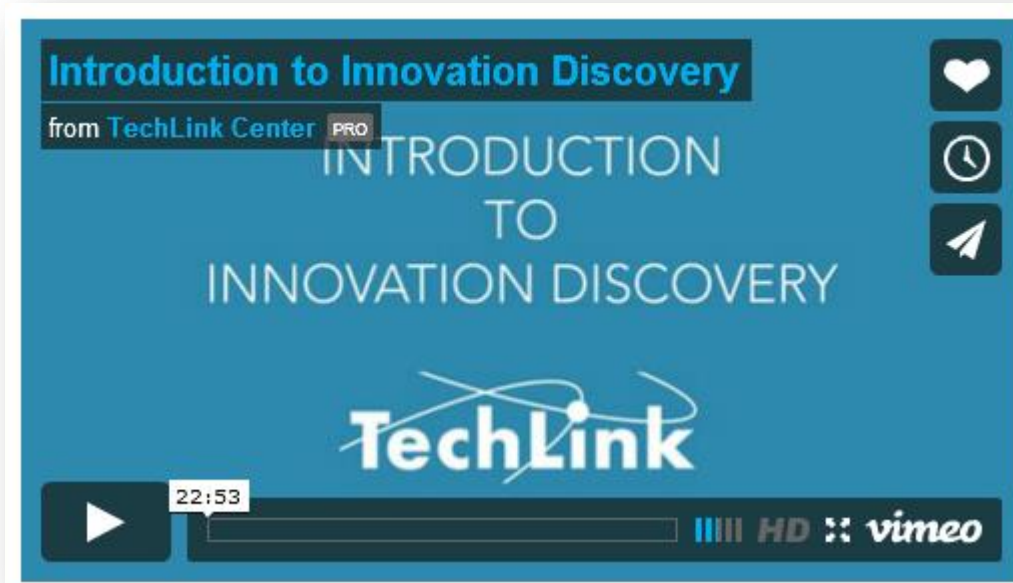 Introduction to Innovation Discovery
from TechLink Center PRO
INTRODUCTION
TO
INNOVATION DISCOVERY
TechLink
22:53
HD vimeo